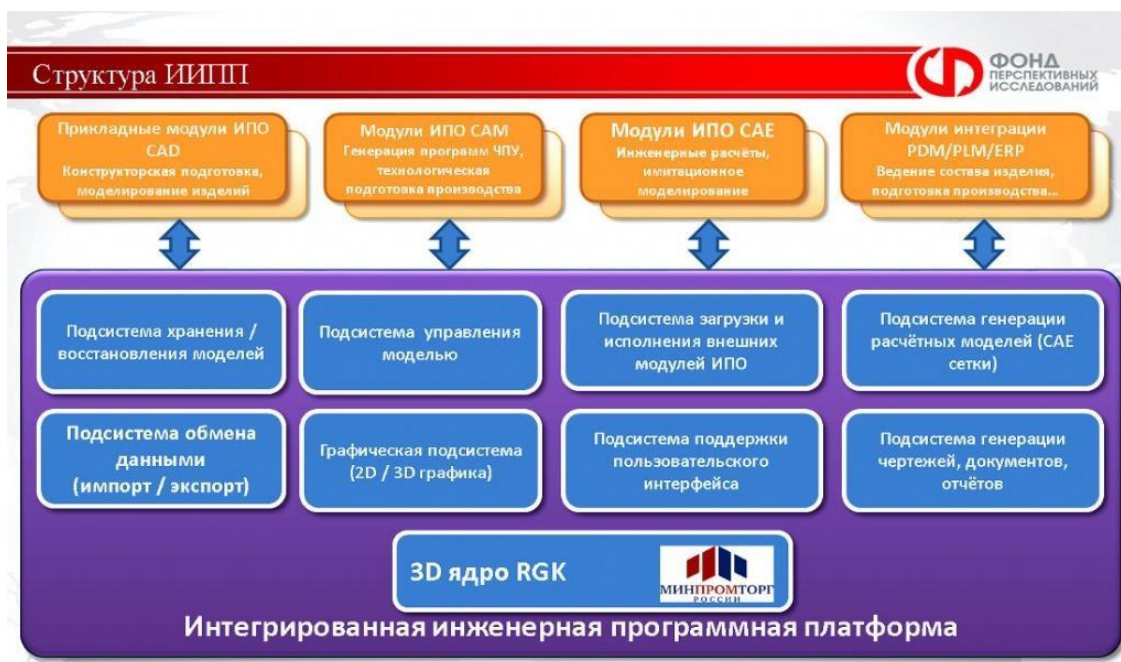 Структура ИИПП
ФОНДА
ПЕРСПЕКТИВНЫХ
ИССЛЕДОВАНИЙ
Прикладные модули ИПО
CAD
Конструкторская подготовка,
моделирование изделий
Модули ИПО CAM
Генерация программ ЧПУ,
технологическая
подготовка производства
Модули ИПО CAE
Инженерные расчёты,
имитационное
моделирование
Модули интеграции
PDM/PLM/ERP
Ведение состава изделия,
подготовка производства...
Подсистема хранения /
восстановления моделей
Подсистема управления
моделью
Подсистема загрузки и
исполнения внешних
модулей ИПО
Подсистема генерации
расчётных моделей (CAE
сетки)
Подсистема обмена
данными
(импорт / экспорт)
Графическая подсистема
(2D / 3D графика)
Подсистема поддержки
пользовательского
интерфейса
Подсистема генерации
чертежей, документов,
отчётов
3D ядро RGK
МИНПРОМТОРГ
РОССИИ
Интегрированная инженерная программная платформа